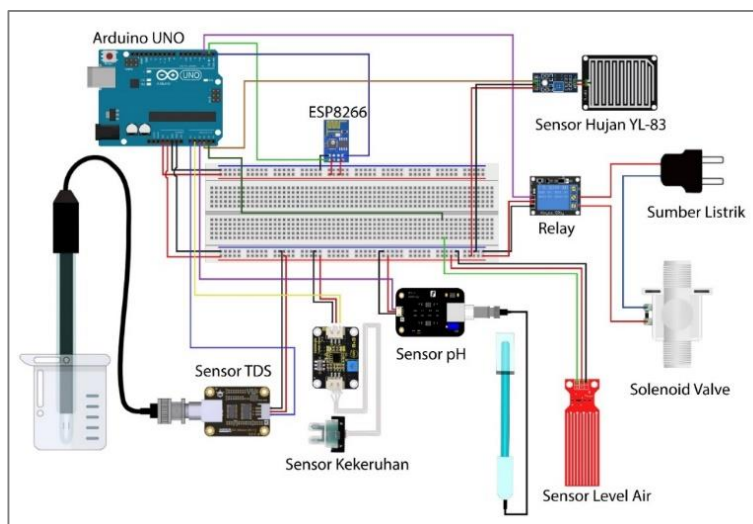 Arduino UNO
UNO
ESP8266
Sensor Hujan YL-83
Relay
Sumber Listrik
Sensor TDS
Sensor pH
Solenoid Valve
Sensor Kekeruhan
Sensor Level Air